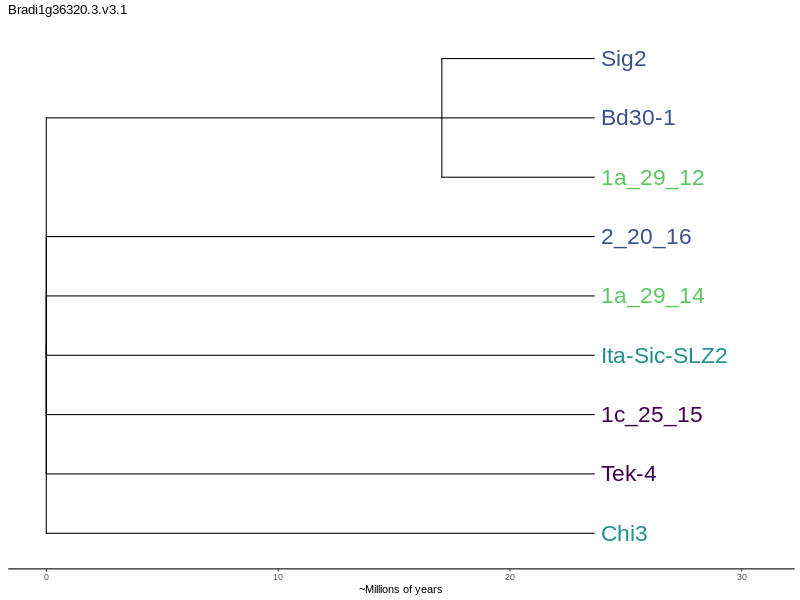 Bradi1g36320.3.v3.1
Sig2
Bd30-1
1a_29_12
2_20_16
1a_29_14
Ita-Sic-SLZ2
1c_25_15
Tek-4
Chi3
0 10 20 30
~Millions of years